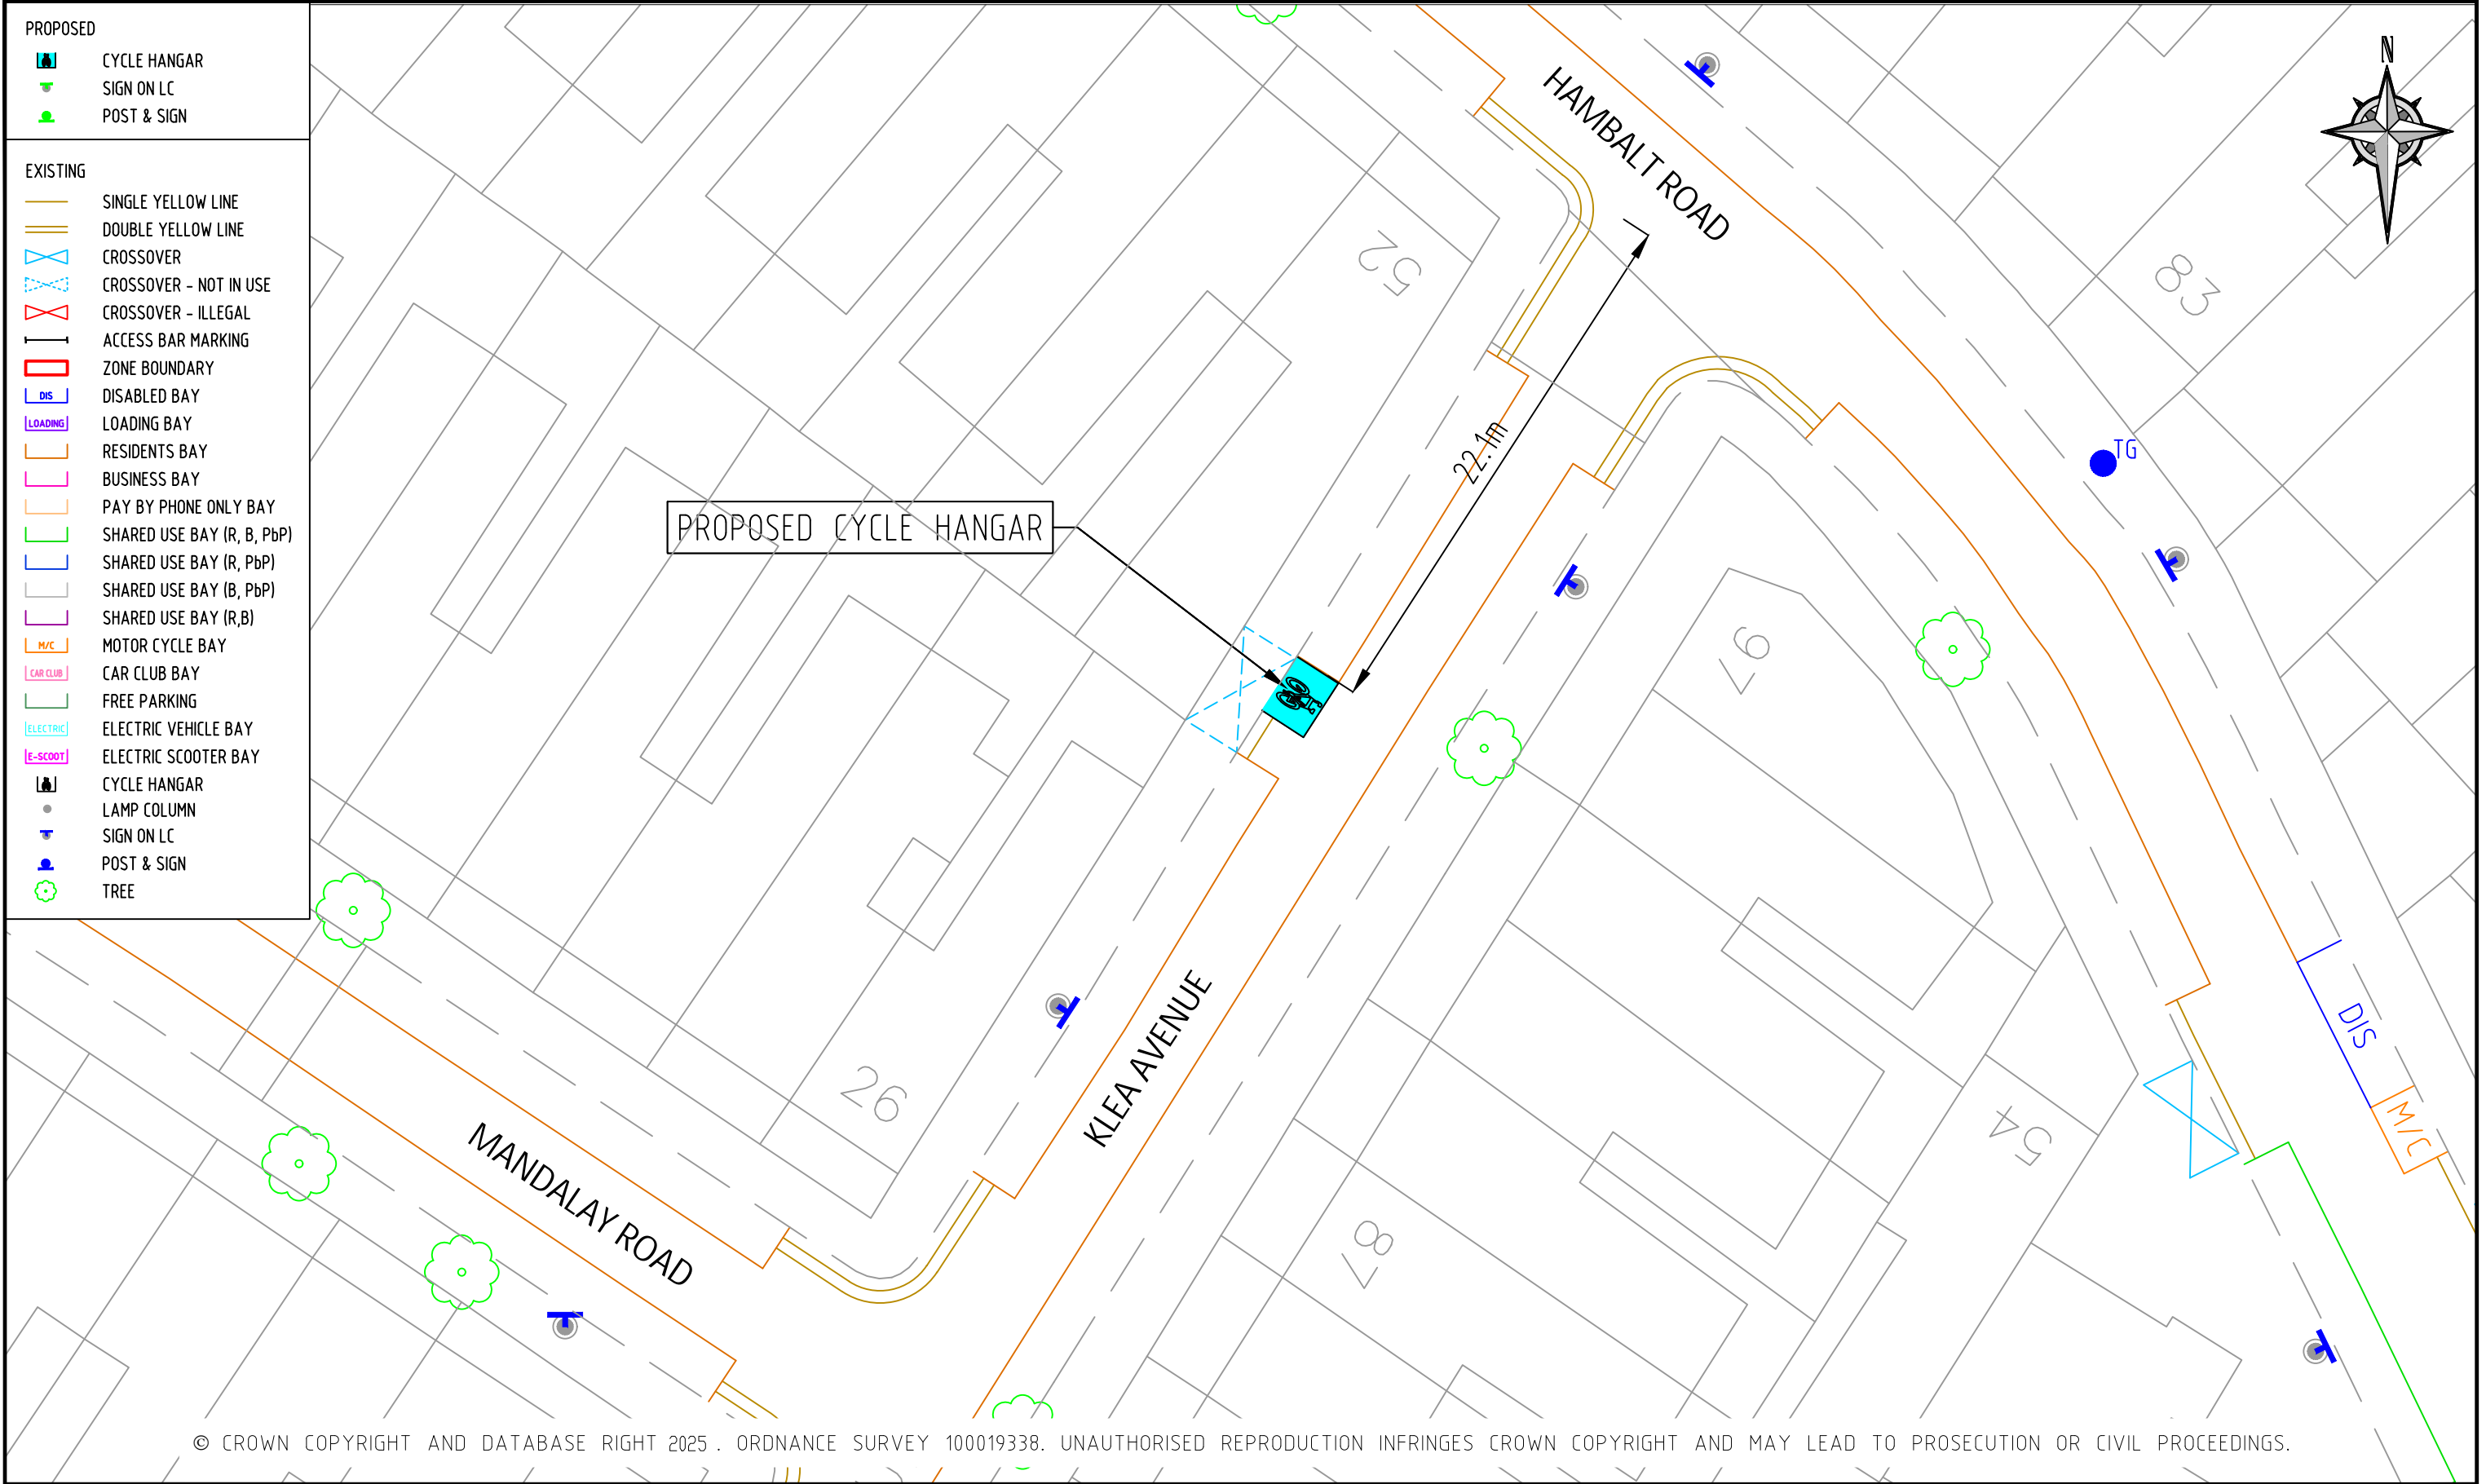 PROPOSED
CYCLE HANGAR
SIGN ON LC
POST & SIGN
EXISTING
SINGLE YELLOW LINE
DOUBLE YELLOW LINE
CROSSOVER
CROSSOVER - NOT IN USE
CROSSOVER - ILLEGAL
ACCESS BAR MARKING
ZONE BOUNDARY
DIS DISABLED BAY
LOADING LOADING BAY
RESIDENTS BAY
BUSINESS BAY
PAY BY PHONE ONLY BAY
SHARED USE BAY (R, B, PbP)
SHARED USE BAY (R, PbP)
SHARED USE BAY (B, PbP)
SHARED USE BAY (R,B)
M/C MOTOR CYCLE BAY
CAR CLUB CAR CLUB BAY
FREE PARKING
ELECTRIC ELECTRIC VEHICLE BAY
E-SCOOT ELECTRIC SCOOTER BAY
CYCLE HANGAR
LAMP COLUMN
SIGN ON LC
POST & SIGN
TREE
N
HAMBALT ROAD
52
83
22.1m
TG
PROPOSED CYCLE HANGAR
97
KLEA AVENUE
DIS
M/C
26
54
MANDALAY ROAD
87
© CROWN COPYRIGHT AND DATABASE RIGHT 2025 . ORDNANCE SURVEY 100019338. UNAUTHORISED REPRODUCTION INFRINGES CROWN COPYRIGHT AND MAY LEAD TO PROSECUTION OR CIVIL PROCEEDINGS.